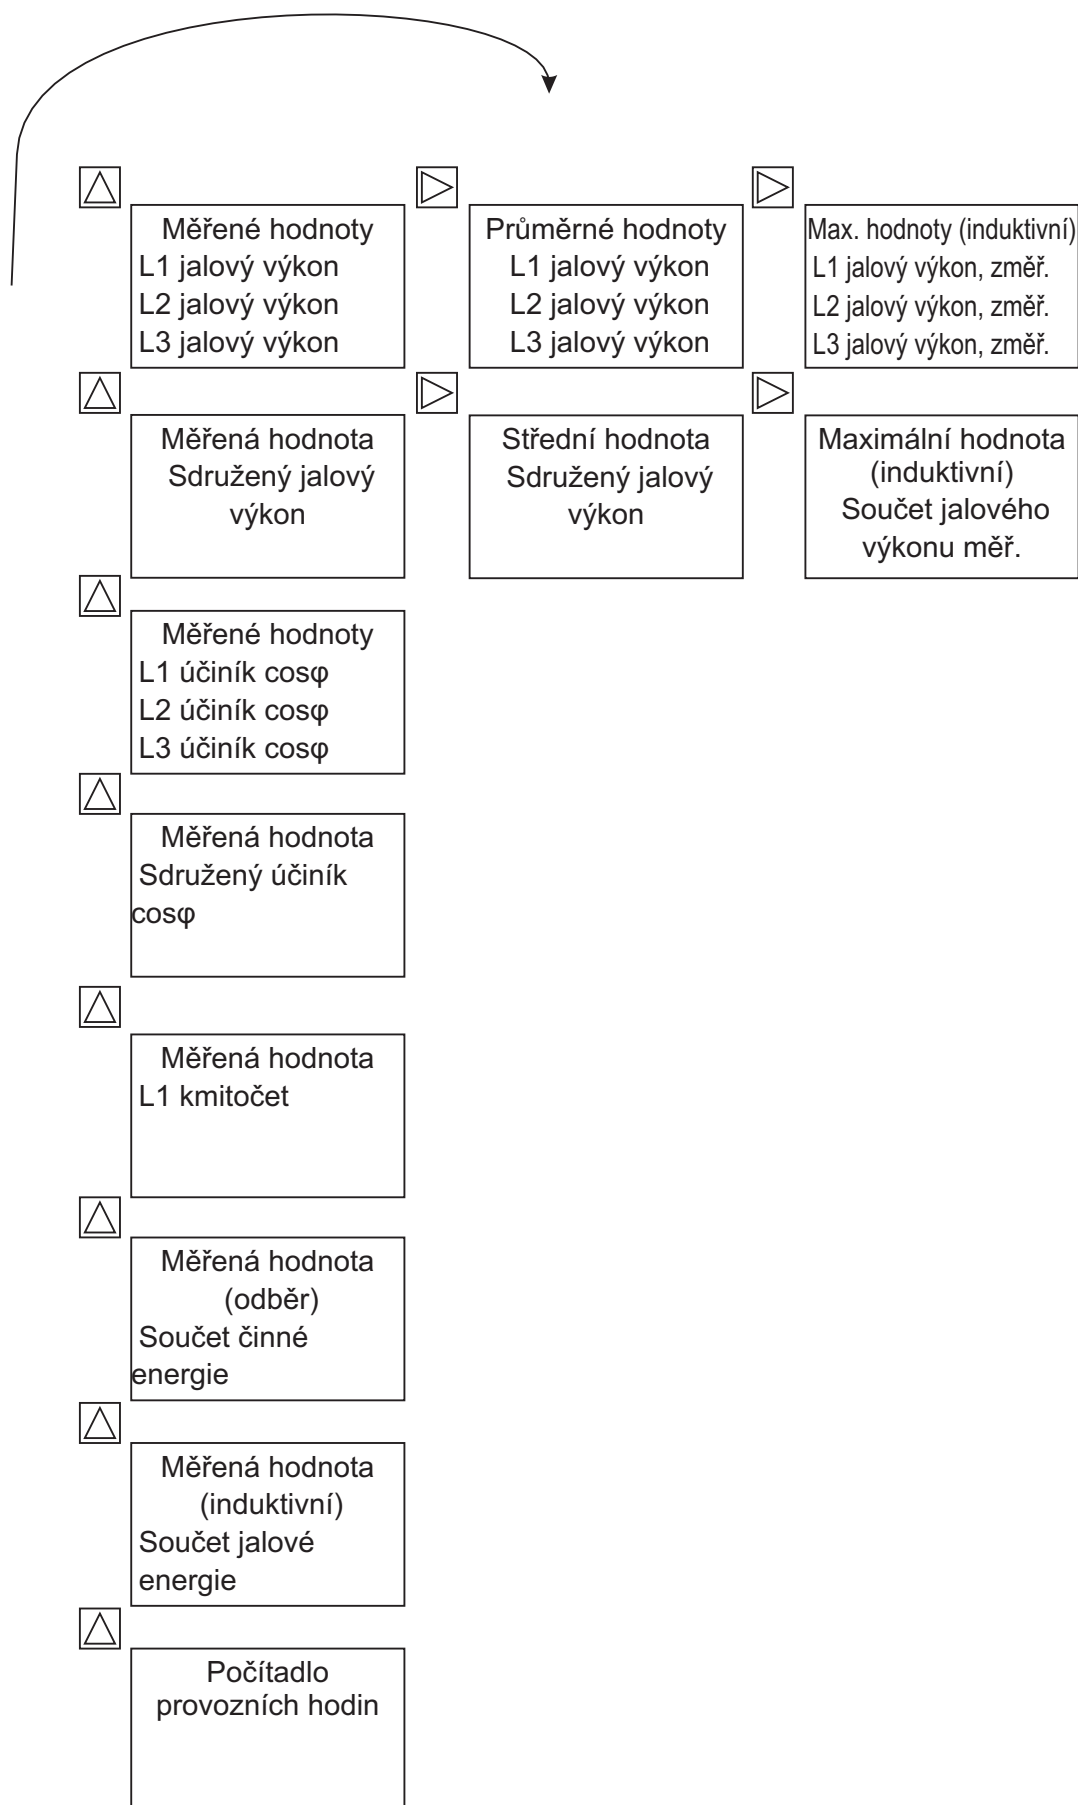 Měřené hodnoty
L1 jalový výkon
L2 jalový výkon
L3 jalový výkon
Průměrné hodnoty
L1 jalový výkon
L2 jalový výkon
L3 jalový výkon
Max. hodnoty (induktivní)
L1 jalový výkon, změř.
L2 jalový výkon, změř.
L3 jalový výkon, změř.
Měřená hodnota
Sdružený jalový
výkon
Střední hodnota
Sdružený jalový
výkon
Maximální hodnota
(induktivní)
Součet jalového
výkonu měř.
Měřené hodnoty
L1 účiník cosφ
L2 účiník cosφ
L3 účiník cosφ
Měřená hodnota
Sdružený účiník
cosφ
Měřená hodnota
L1 kmitočet
Měřená hodnota
(odběr)
Součet činné
energie
Měřená hodnota
(induktivní)
Součet jalové
energie
Počítadlo
provozních hodin